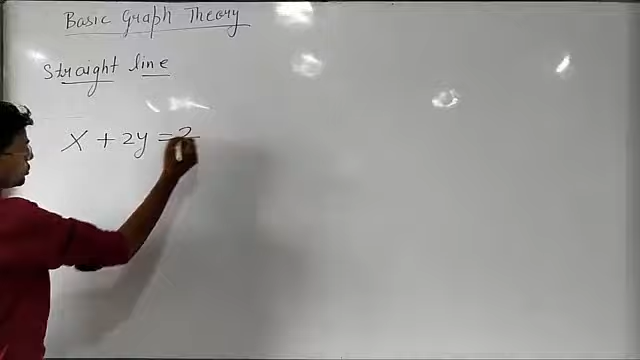 Basic Graph Theory
Straight line
X + 2y = 2